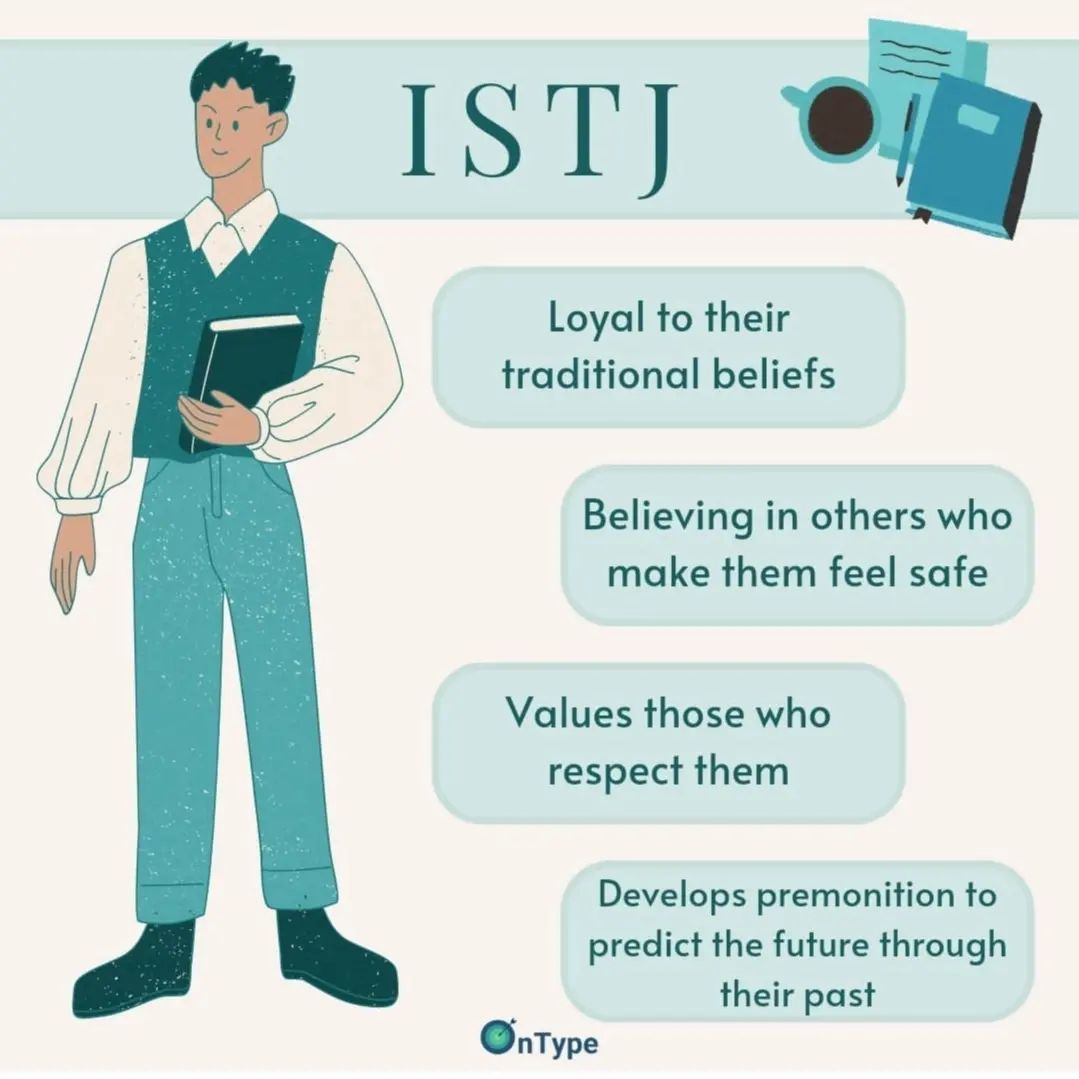 ISTJ
Loyal to their
traditional beliefs
Believing in others who
make them feel safe
Values those who
respect them
Develops premonition to
predict the future through
their past
OnType